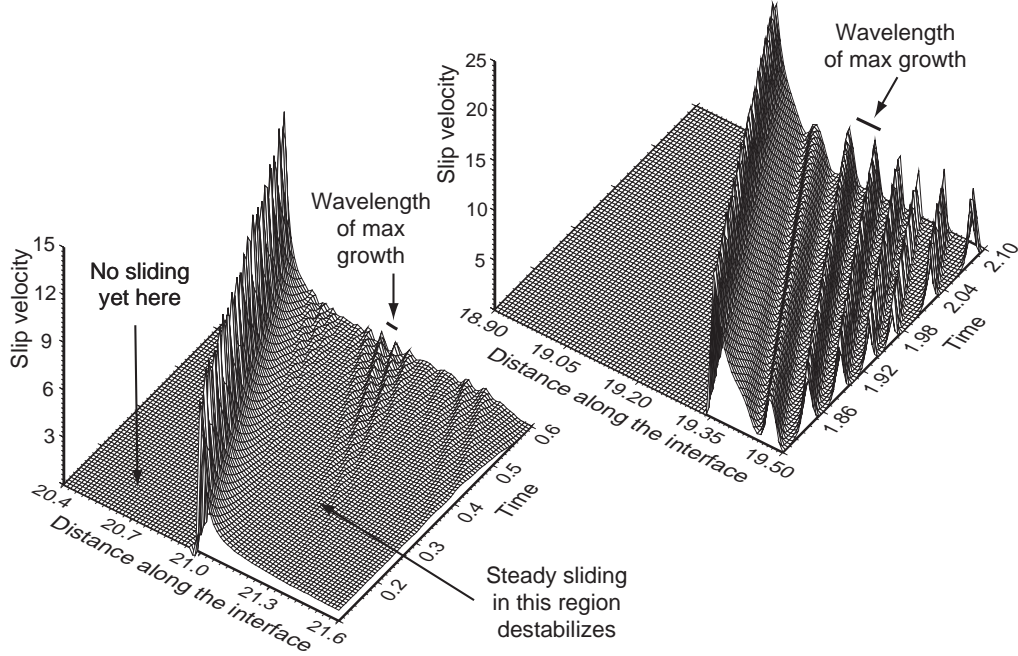 Slip velocity
15
12
9
6
3
No sliding
yet here
Wavelength
of max
growth
20.4
20.7
21.0
21.3
21.6
Distance along the interface
0.2
0.3
0.4
0.5
0.6
Time
Steady sliding
in this region
destabilizes
Slip velocity
25
20
15
10
5
Wavelength
of max growth
18.90
19.05
19.20
19.35
19.50
Distance along the interface
1.86
1.92
1.98
2.04
2.10
Time